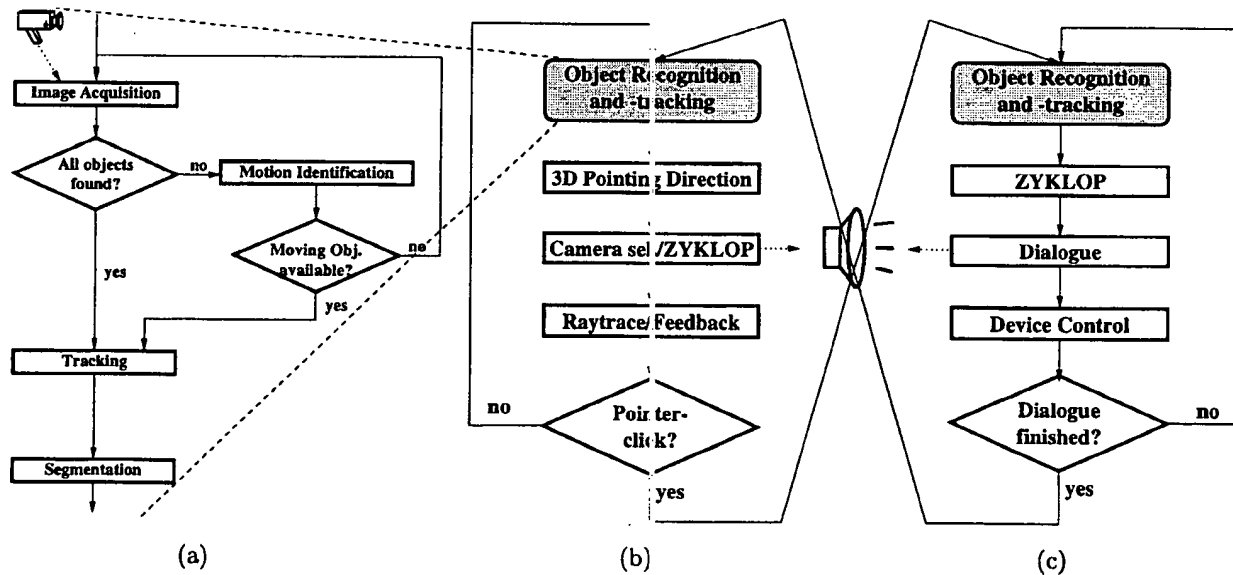 Image Acquisition
All objects
found?
no
Motion Identification
Moving Obj.
available?
no
yes
yes
Tracking
Segmentation
(a)
Object Recognition
and -tracking
3D Pointing Direction
Camera sel./ZYKLOP
Raytrace/Feedback
Pointer-
click?
no
yes
(b)
Object Recognition
and -tracking
ZYKLOP
Dialogue
Device Control
Dialogue
finished?
no
yes
(c)